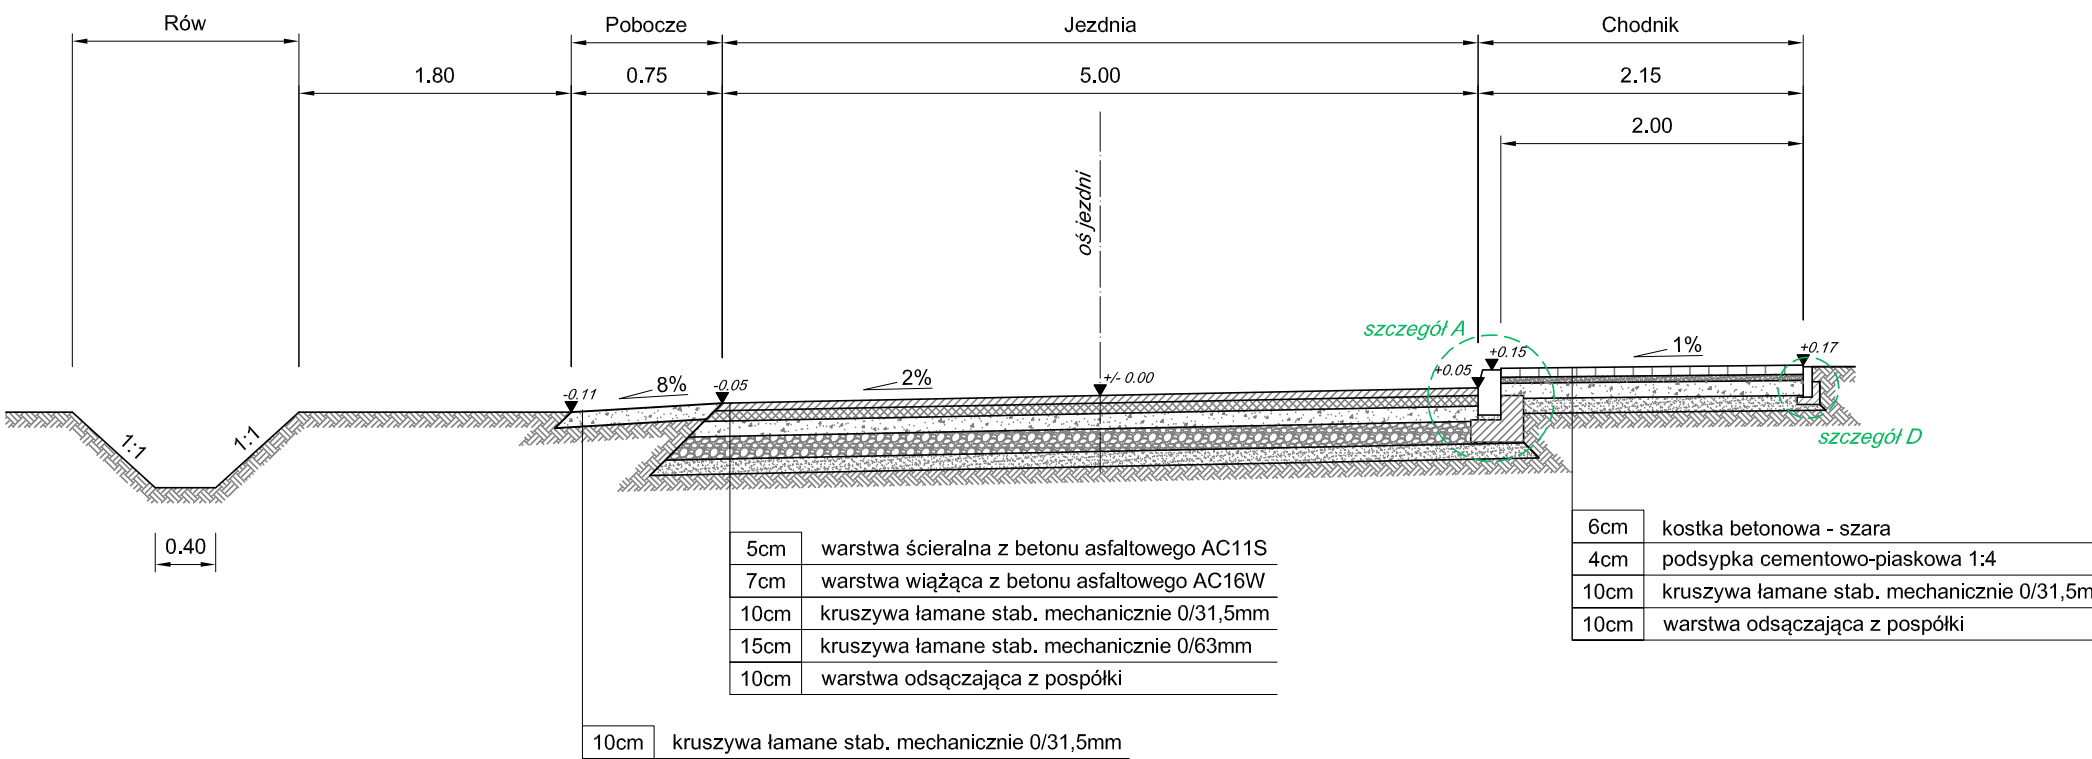 Rów
Pobocze
Jezdnia
Chodnik
1.80
0.75
5.00
2.15
2.00
oś jezdni
szczegół A
+0.15
1%
+0.17
+0.05
+/- 0.00
2%
-0.05
8%
-0.11
1:1
1:1
szczegół D
0.40
5cm warstwa ścieralna z betonu asfaltowego AC11S
7cm warstwa wiążąca z betonu asfaltowego AC16W
10cm kruszywa łamane stab. mechanicznie 0/31,5mm
15cm kruszywa łamane stab. mechanicznie 0/63mm
10cm warstwa odsączająca z pospółki
6cm kostka betonowa - szara
4cm podsypka cementowo-piaskowa 1:4
10cm kruszywa łamane stab. mechanicznie 0/31,5m
10cm warstwa odsączająca z pospółki
10cm kruszywa łamane stab. mechanicznie 0/31,5mm